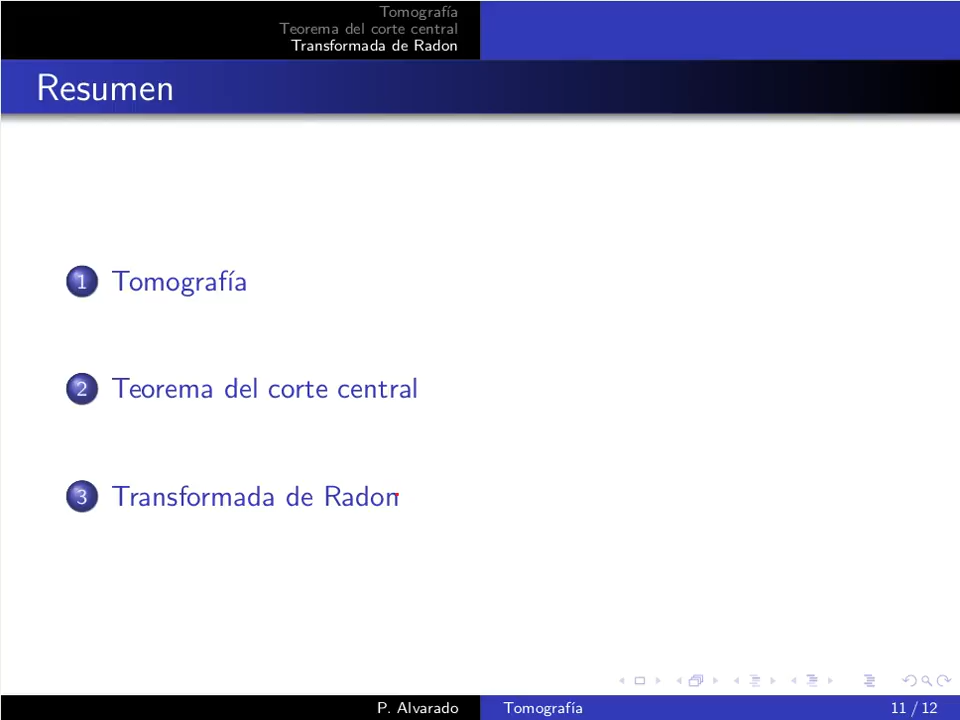 Tomografía
Teorema del corte central
Transformada de Radon
Resumen
1 Tomografía
2 Teorema del corte central
3 Transformada de Radon
P. Alvarado Tomografía 11 / 12